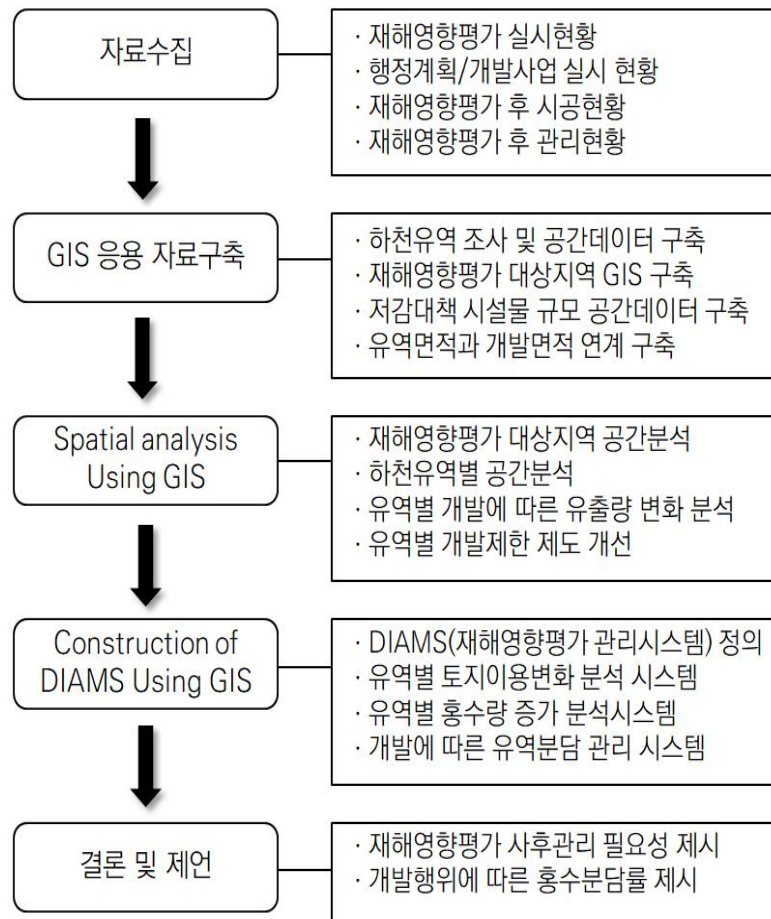 자료수집
· 재해영향평가 실시현황
· 행정계획/개발사업 실시 현황
· 재해영향평가 후 시공현황
· 재해영향평가 후 관리현황
GIS 응용 자료구축
· 하천유역 조사 및 공간데이터 구축
· 재해영향평가 대상지역 GIS 구축
· 저감대책 시설물 규모 공간데이터 구축
· 유역면적과 개발면적 연계 구축
Spatial analysis
Using GIS
· 재해영향평가 대상지역 공간분석
· 하천유역별 공간분석
· 유역별 개발에 따른 유출량 변화 분석
· 유역별 개발제한 제도 개선
Construction of
DIAMS Using GIS
· DIAMS(재해영향평가 관리시스템) 정의
· 유역별 토지이용변화 분석 시스템
· 유역별 홍수량 증가 분석시스템
· 개발에 따른 유역분담 관리 시스템
결론 및 제언
· 재해영향평가 사후관리 필요성 제시
· 개발행위에 따른 홍수분담률 제시